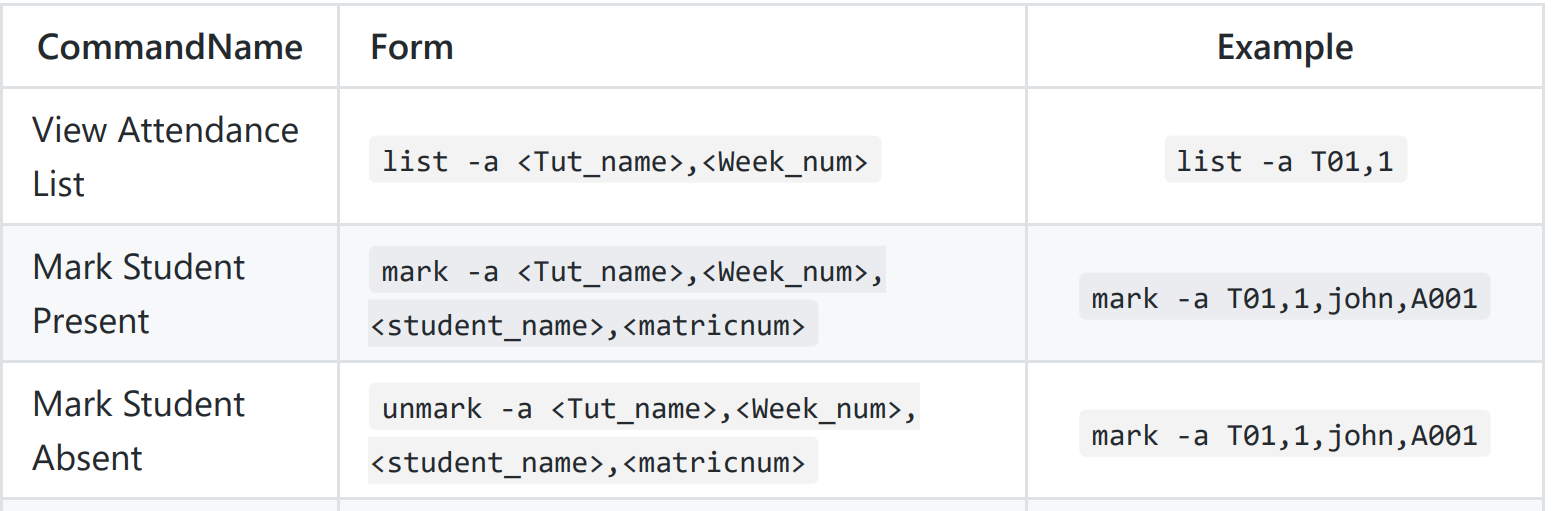 CommandName Form Example
View Attendance
List
list -a <Tut_name>,<Week_num>
list -a T01,1
Mark Student
Present
mark -a <Tut_name>,<Week_num>,
<student_name>,<matricnum>
mark -a T01,1,john,A001
Mark Student
Absent
unmark -a <Tut_name>,<Week_num>,
<student_name>,<matricnum>
mark -a T01,1,john,A001